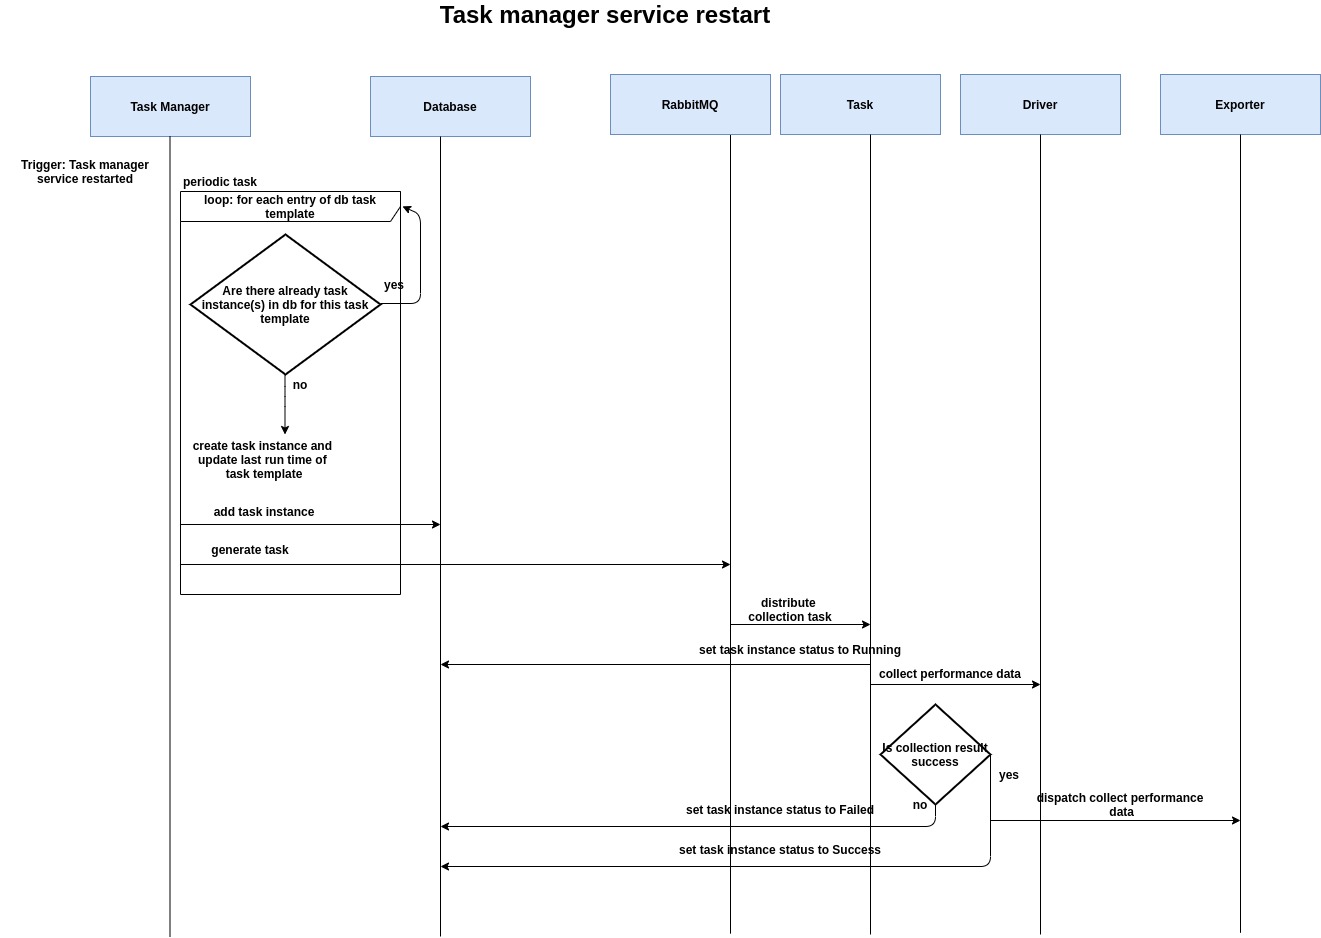 Task manager service restart
Task Manager
Database
RabbitMQ
Task
Driver
Exporter
Trigger: Task manager
service restarted
periodic task
loop: for each entry of db task
template
Are there already task
instance(s) in db for this task
template
yes
no
create task instance and
update last run time of
task template
add task instance
generate task
distribute
collection task
set task instance status to Running
collect performance data
Is collection result
success
yes
no
dispatch collect performance
data
set task instance status to Failed
set task instance status to Success